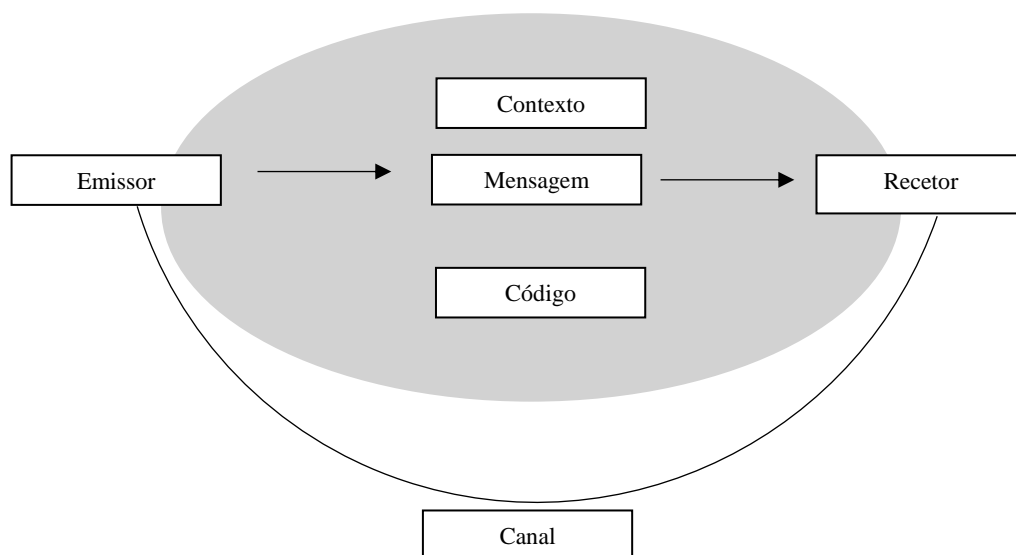 Contexto
Emissor
Mensagem
Recetor
Código
Canal